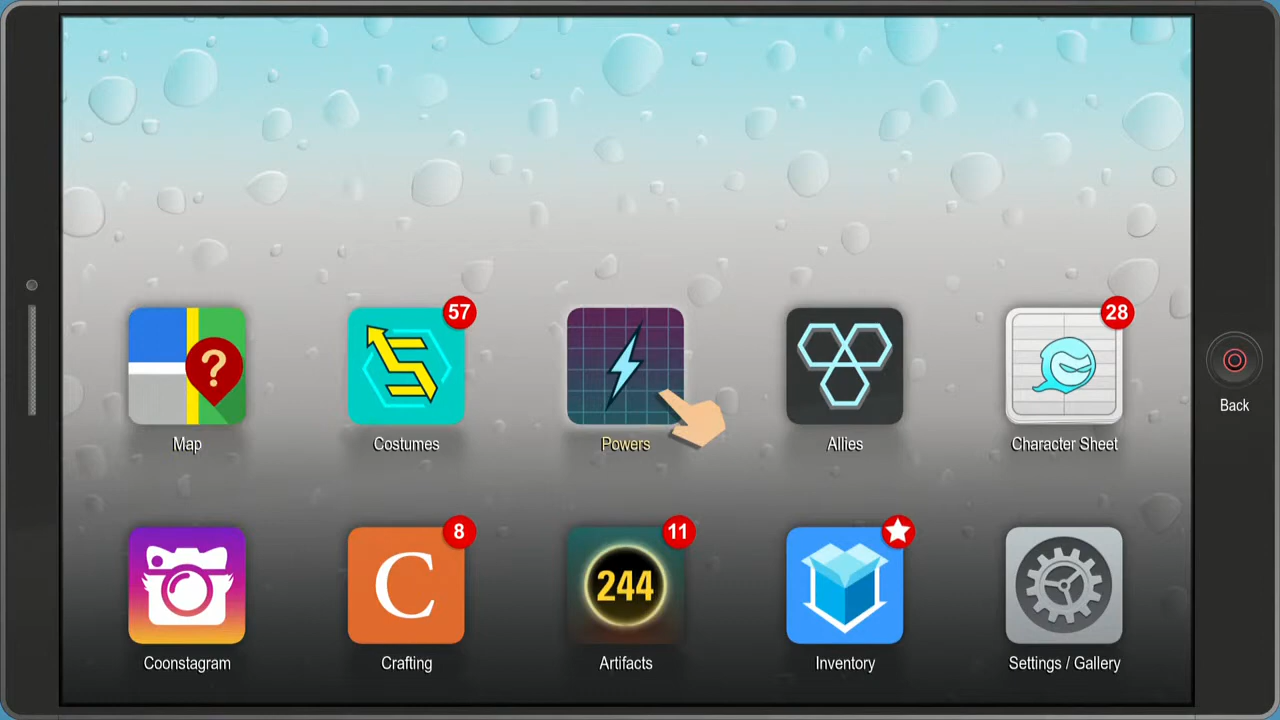 57
28
?
Map
Costumes
Powers
Allies
Character Sheet
Back
8
11
C
244
Coonstagram
Crafting
Artifacts
Inventory
Settings / Gallery